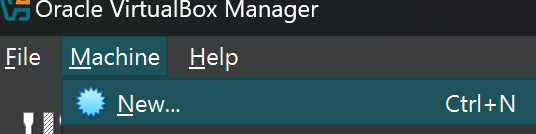 Oracle VirtualBox Manager
File Machine Help
New... Ctrl+N